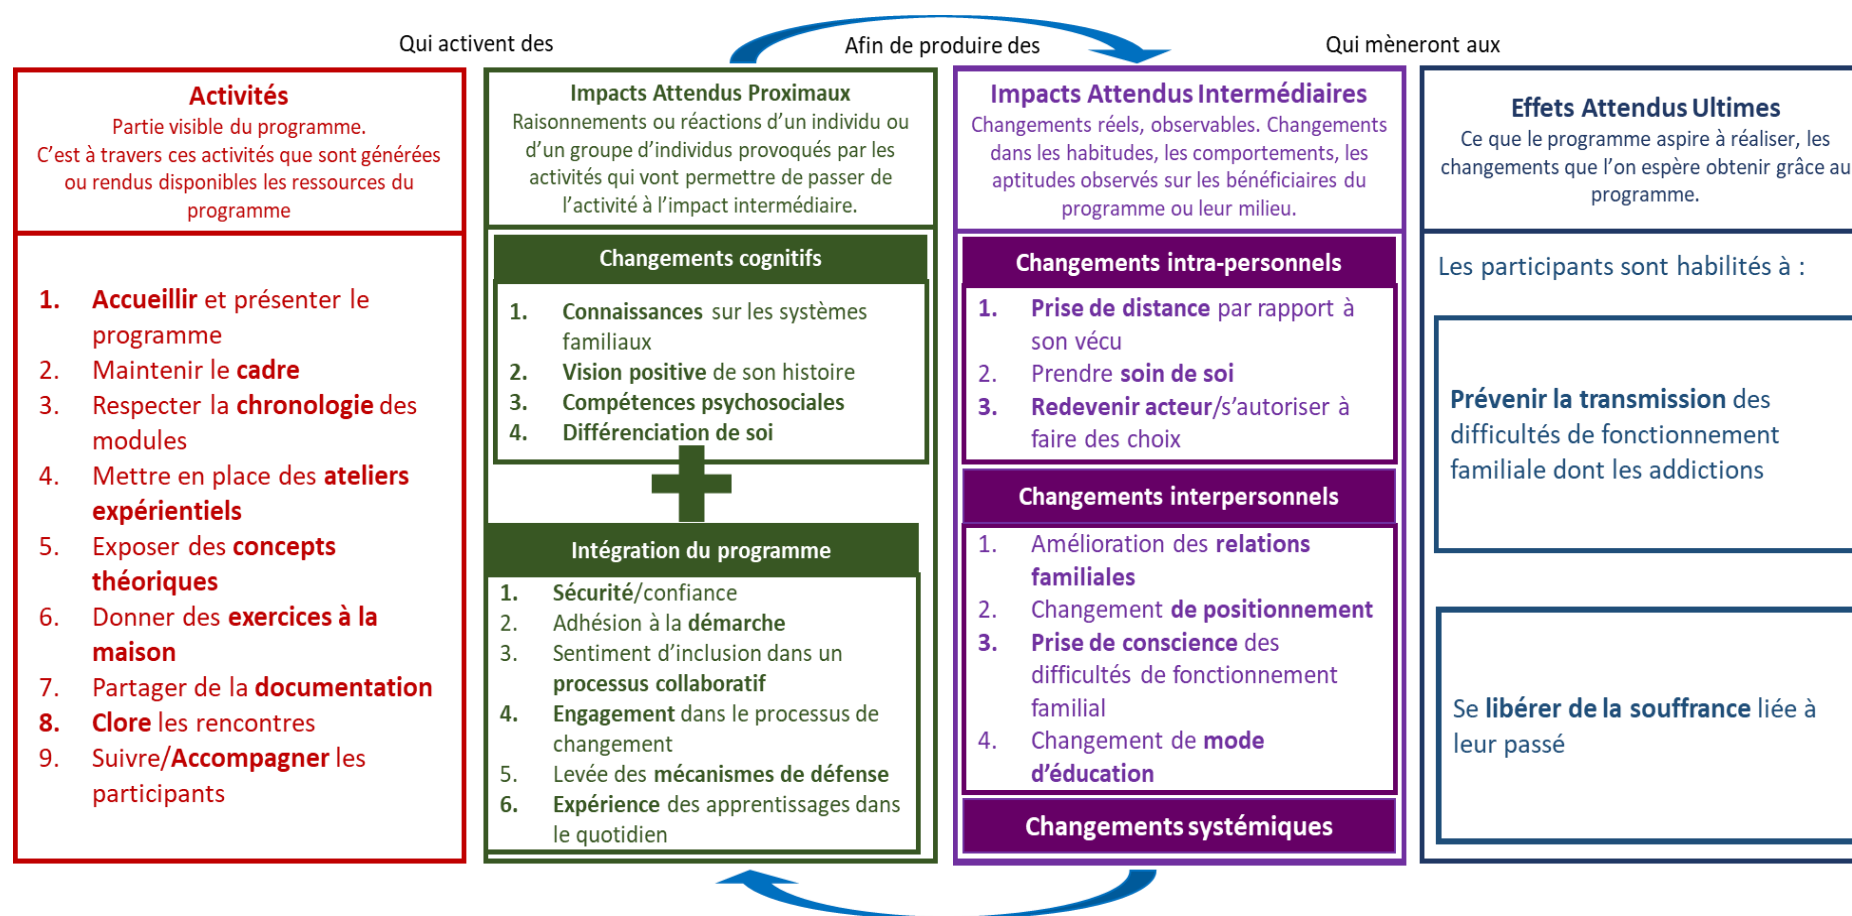 Qui activent des
Afin de produire des
Qui mèneront aux
Activités
Partie visible du programme.
C’est à travers ces activités que sont générées
ou rendus disponibles les ressources du
programme
1. Accueillir et présenter le
programme
2. Maintenir le cadre
3. Respecter la chronologie des
modules
4. Mettre en place des ateliers
expérientiels
5. Exposer des concepts
théoriques
6. Donner des exercices à la
maison
7. Partager de la documentation
8. Clore les rencontres
9. Suivre/Accompagner les
participants
Impacts Attendus Proximaux
Raisonnements ou réactions d’un individu ou
d’un groupe d’individus provoqués par les
activités qui vont permettre de passer de
l’activité à l’impact intermédiaire.
Changements cognitifs
1. Connaissances sur les systèmes
familiaux
2. Vision positive de son histoire
3. Compétences psychosociales
4. Différenciation de soi
Intégration du programme
1. Sécurité/confiance
2. Adhésion à la démarche
3. Sentiment d’inclusion dans un
processus collaboratif
4. Engagement dans le processus de
changement
5. Levée des mécanismes de défense
6. Expérience des apprentissages dans
le quotidien
Impacts Attendus Intermédiaires
Changements réels, observables. Changements
dans les habitudes, les comportements, les
aptitudes observés sur les bénéficiaires du
programme ou leur milieu.
Changements intra-personnels
1. Prise de distance par rapport à
son vécu
2. Prendre soin de soi
3. Redevenir acteur/s’autoriser à
faire des choix
Changements interpersonnels
1. Amélioration des relations
familiales
2. Changement de positionnement
3. Prise de conscience des
difficultés de fonctionnement
familial
4. Changement de mode
d’éducation
Changements systémiques
Effets Attendus Ultimes
Ce que le programme aspire à réaliser, les
changements que l’on espère obtenir grâce au
programme.
Les participants sont habilités à :
Prévenir la transmission des
difficultés de fonctionnement
familiale dont les addictions
Se libérer de la souffrance liée à
leur passé